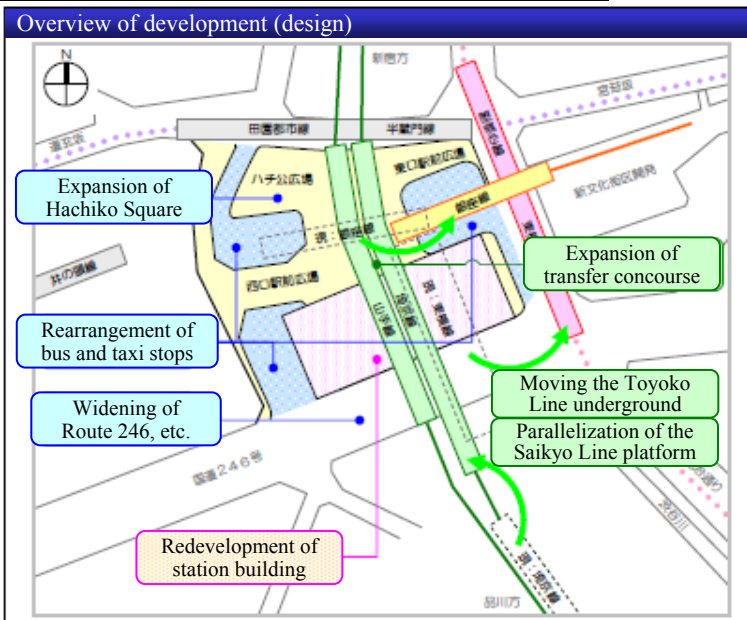 Overview of development (design)
N
新宿方
宮益坂
道玄坂
田園都市線
半蔵門線
ハチ公広場
東口駅前広場
銀座線
新文化街区開発
Expansion of
Hachiko Square
現：銀座線
井の頭線
西口駅前広場
Expansion of
transfer concourse
山手線
埼京線
現：東横線
Rearrangement of
bus and taxi stops
Moving the Toyoko
Line underground
Widening of
Route 246, etc.
Parallelization of the
Saikyo Line platform
国道246号
渋谷川
Redevelopment of
station building
現：埼京線
品川方